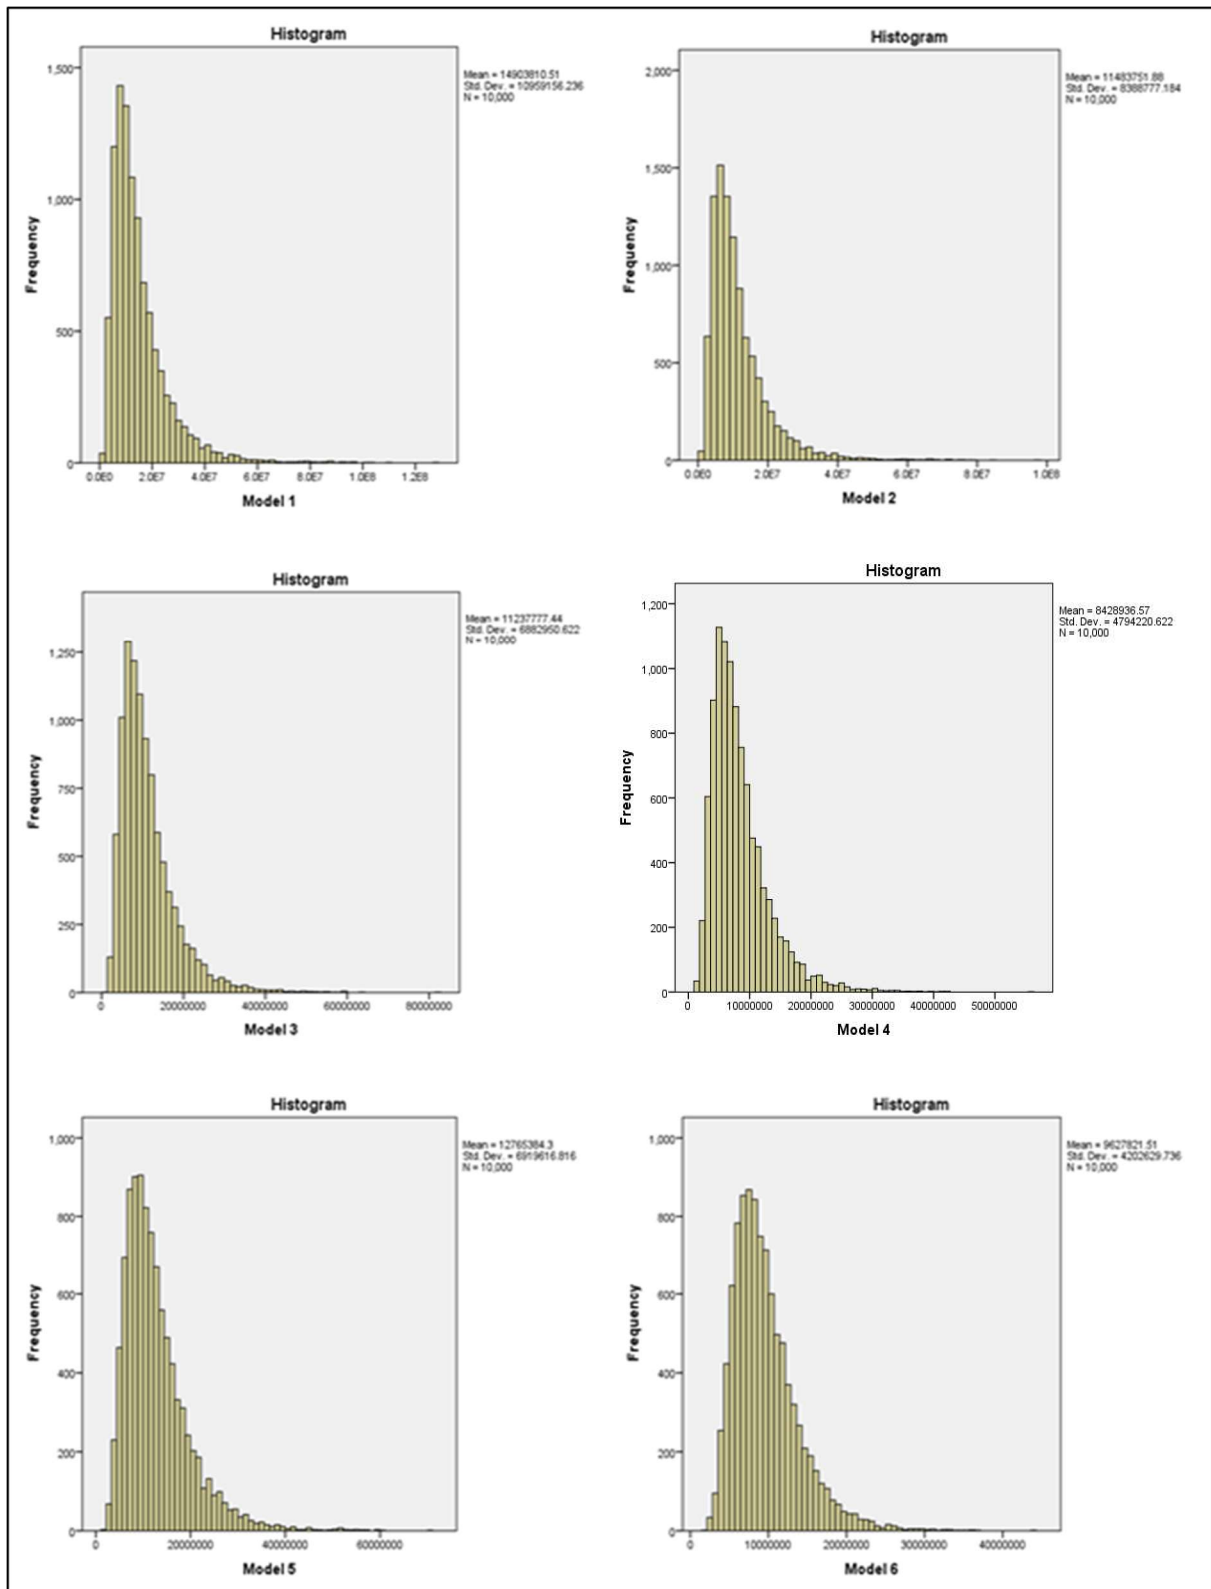 Histogram
Mean = 14903810.51
Std. Dev. = 10959156.236
N = 10,000
1,500
1,000
500
0
Frequency
0.0E0 2.0E7 4.0E7 6.0E7 8.0E7 1.0E8 1.2E8
Model 1
Histogram
Mean = 11483751.88
Std. Dev. = 8388777.184
N = 10,000
2,000
1,500
1,000
500
0
Frequency
0.0E0 2.0E7 4.0E7 6.0E7 8.0E7 1.0E8
Model 2
Histogram
Mean = 11237777.44
Std. Dev. = 6882950.622
N = 10,000
1,250
1,000
750
500
250
0
Frequency
0 20000000 40000000 60000000 80000000
Model 3
Histogram
Mean = 8428936.57
Std. Dev. = 4794220.622
N = 10,000
1,200
1,000
800
600
400
200
0
Frequency
0 10000000 20000000 30000000 40000000 50000000
Model 4
Histogram
Mean = 12765384.3
Std. Dev. = 6919616.816
N = 10,000
1,000
800
600
400
200
0
Frequency
0 20000000 40000000 60000000
Model 5
Histogram
Mean = 9627821.51
Std. Dev. = 4202629.736
N = 10,000
1,000
800
600
400
200
0
Frequency
0 10000000 20000000 30000000 40000000
Model 6